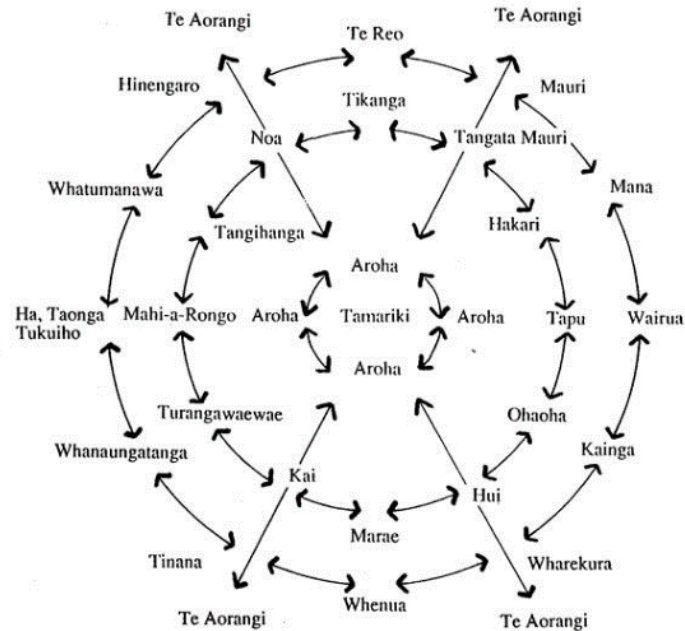 Te Aorangi
Te Reo
Te Aorangi
Hinengaro
Mauri
Tikanga
Noa
Tangata Mauri
Whatumanawa
Mana
Tangihanga
Hakari
Aroha
Ha, Taonga
Tukuiho
Mahi-a-Rongo
Aroha
Tamariki
Aroha
Tapu
Wairua
Aroha
Turangawaewae
Ohaoha
Whanaungatanga
Kainga
Kai
Hui
Marae
Tinana
Wharekura
Whenua
Te Aorangi
Te Aorangi